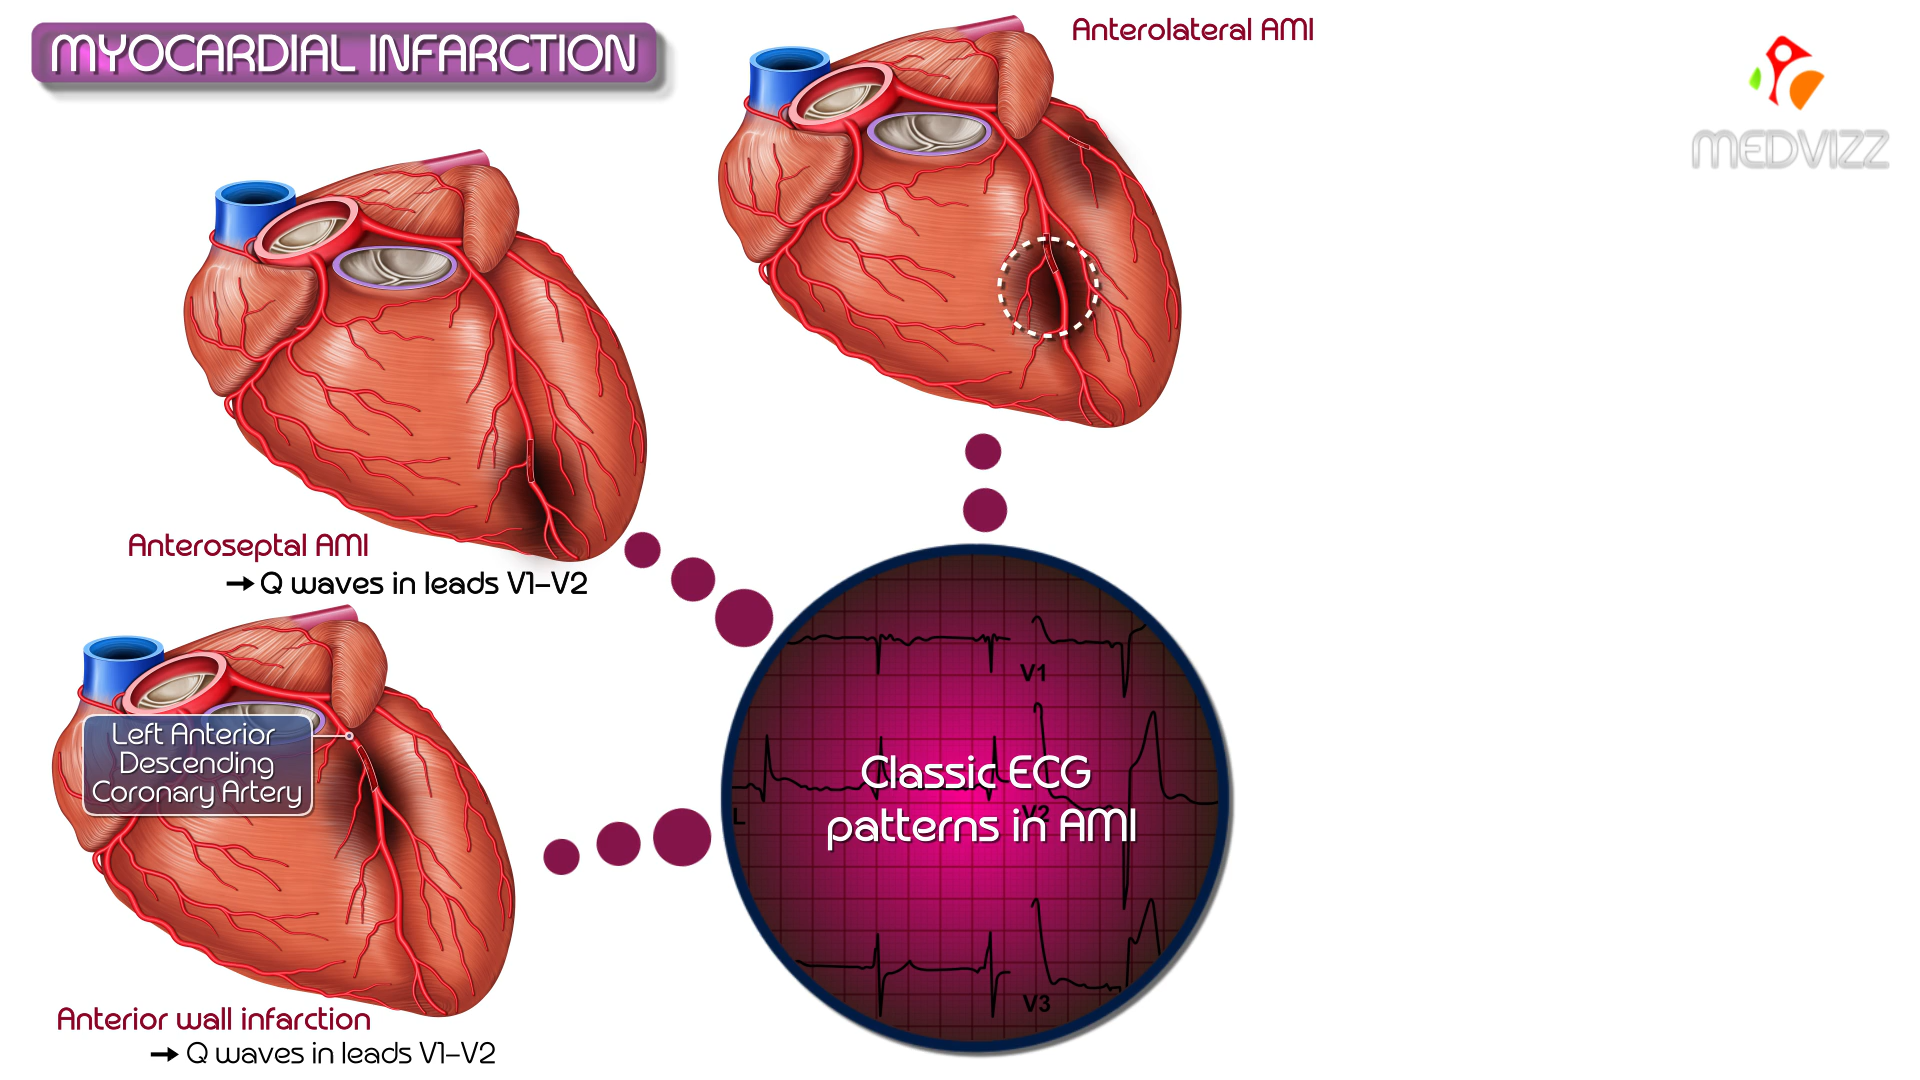 MYOCARDIAL INFARCTION
Anterolateral AMI
MEDVIZZ
Anteroseptal AMI
→ Q waves in leads V1–V2
Left Anterior
Descending
Coronary Artery
Anterior wall infarction
→ Q waves in leads V1–V2
V1
Classic ECG
V2
L
patterns in AMI
V3